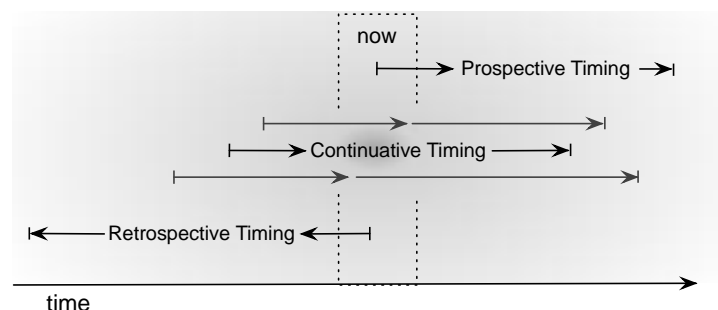 now
Prospective Timing
Continuative Timing
Retrospective Timing
time